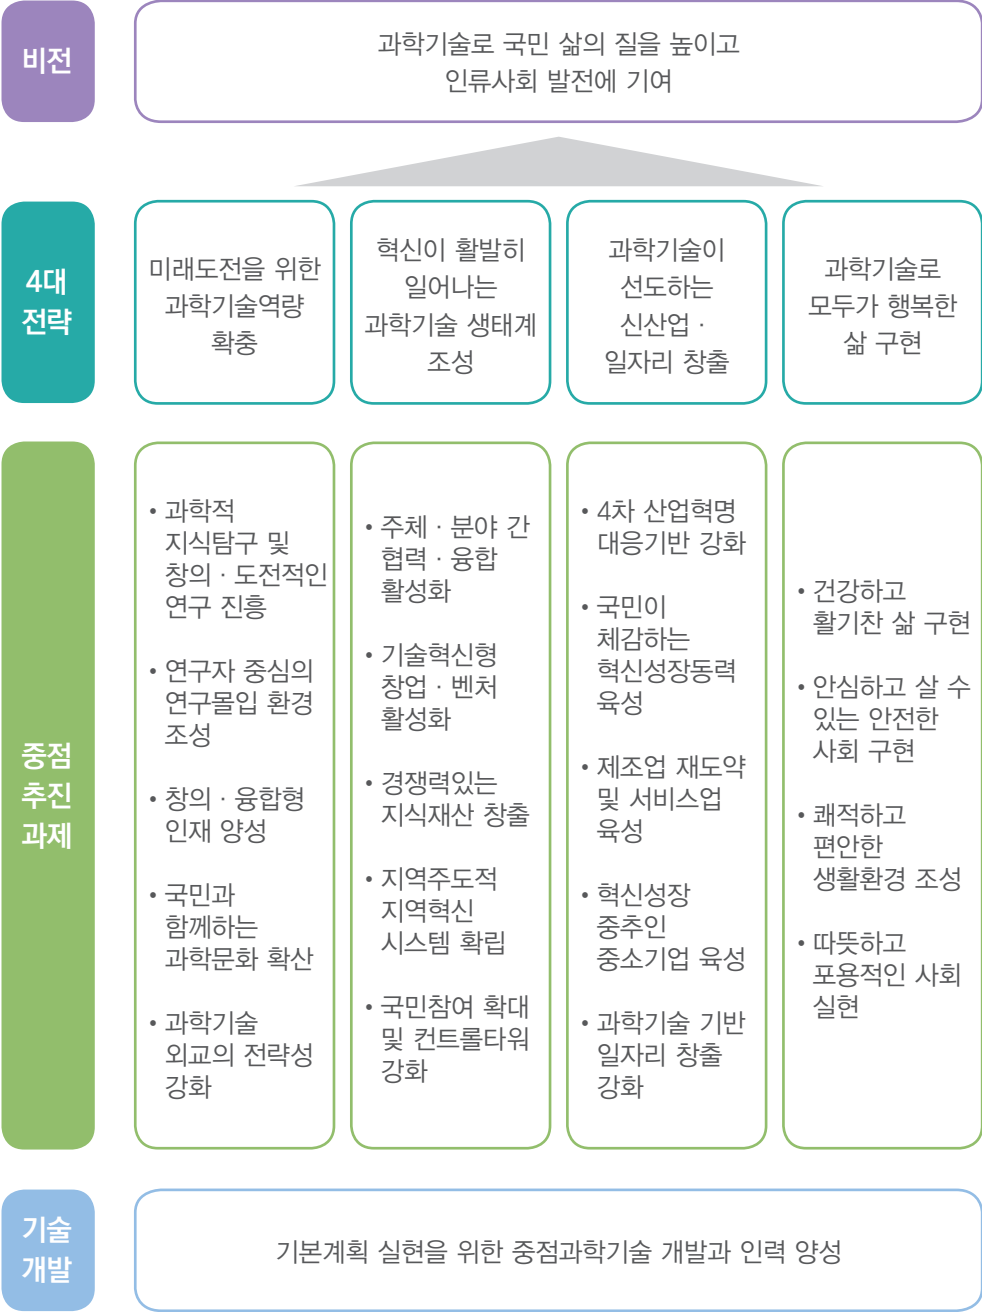 비전
과학기술로 국민 삶의 질을 높이고
인류사회 발전에 기여
4대
전략
미래도전을 위한
과학기술역량
확충
혁신이 활발히
일어나는
과학기술 생태계
조성
과학기술이
선도하는
신산업 ·
일자리 창출
과학기술로
모두가 행복한
삶 구현
중점
추진
과제
• 과학적
지식탐구 및
창의 · 도전적인
연구 진흥
• 연구자 중심의
연구몰입 환경
조성
• 창의 · 융합형
인재 양성
• 국민과
함께하는
과학문화 확산
• 과학기술
외교의 전략성
강화
• 주체 · 분야 간
협력 · 융합
활성화
• 기술혁신형
창업 · 벤처
활성화
• 경쟁력있는
지식재산 창출
• 지역주도적
지역혁신
시스템 확립
• 국민참여 확대
및 컨트롤타워
강화
• 4차 산업혁명
대응기반 강화
• 국민이
체감하는
혁신성장동력
육성
• 제조업 재도약
및 서비스업
육성
• 혁신성장
중추인
중소기업 육성
• 과학기술 기반
일자리 창출
강화
• 건강하고
활기찬 삶 구현
• 안심하고 살 수
있는 안전한
사회 구현
• 쾌적하고
편안한
생활환경 조성
• 따뜻하고
포용적인 사회
실현
기술
개발
기본계획 실현을 위한 중점과학기술 개발과 인력 양성